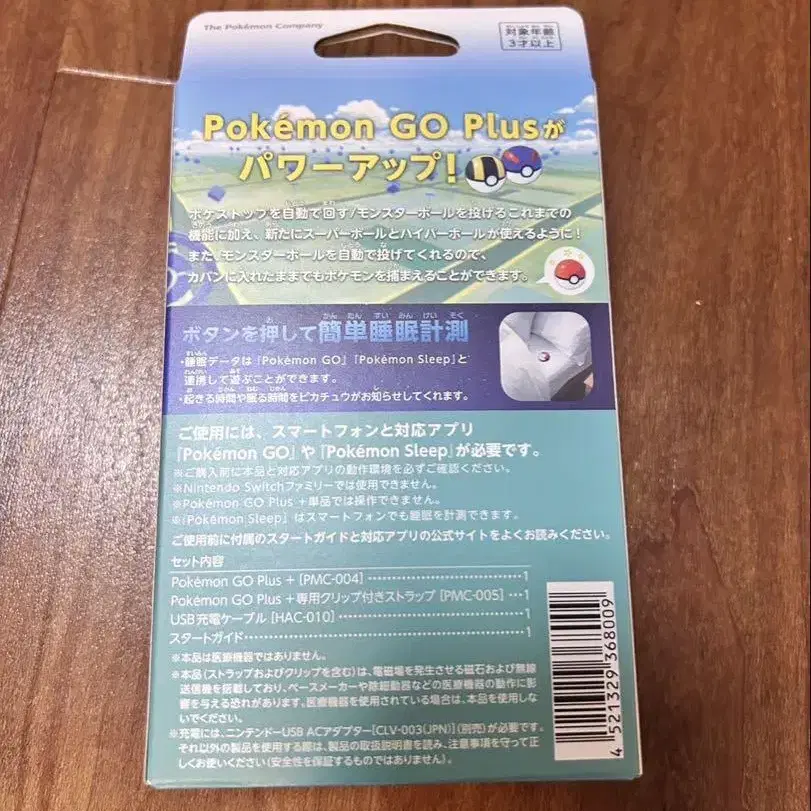 The Pokémon Company
対象年齢
3才以上
Pokémon GO Plusが
パワーアップ!
ポケストップを自動で回す/モンスターボールを投げるこれまでの
機能に加え、新たにスーパーボールとハイパーボールが使えるように!
また、モンスターボールを自動で投げてくれるので、
カバンに入れたままでもポケモンを捕まえることができます。
ボタンを押して簡単睡眠計測
・睡眠データは『Pokémon GO』『Pokémon Sleep』と
連携して遊ぶことができます。
・起きる時間や眠る時間をピカチュウがお知らせしてくれます。
ご使用には、スマートフォンと対応アプリ
『Pokémon GO』や『Pokémon Sleep』が必要です。
※ご購入前に本品と対応アプリの動作環境を必ずご確認ください。
※Nintendo Switchファミリーでは使用できません。
※Pokémon GO Plus +単品では操作できません。
※『Pokémon Sleep』はスマートフォンでも睡眠を計測できます。
ご使用前に付属のスタートガイドと対応アプリの公式サイトをよくお読みください。
セット内容
Pokémon GO Plus + [PMC-004] ……………………1
Pokémon GO Plus +専用クリップ付きストラップ [PMC-005] …1
USB充電ケーブル [HAC-010] ……………………1
スタートガイド……………………………………1
※本品は医療機器ではありません。
※本品(ストラップおよびクリップを含む)は、電磁場を発生させる磁石および無線
送信機を搭載しており、ペースメーカーや除細動器などの医療機器の動作に影
響を与える恐れがあります。医療機器を使用されている場合は、本品を使用しな
いでください。
※充電には、ニンテンドーUSB ACアダプター[CLV-003(JPN)](別売)が必要です。
それ以外の製品を使用する際は、製品の取扱説明書を読み、注意事項を守って正
しくお使いください(安全性を保証するものではありません)。
4 521329 368009